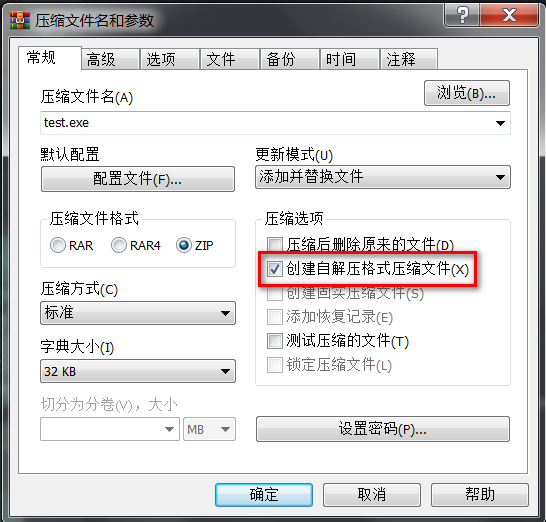 压缩文件名和参数
常规 高级 选项 文件 备份 时间 注释
压缩文件名(A)
浏览(B)...
test.exe
默认配置
配置文件(F)...
更新模式(U)
添加并替换文件
压缩文件格式
RAR RAR4 ZIP
压缩方式(C)
标准
字典大小(I)
32 KB
切分为分卷(V)，大小
MB
压缩选项
压缩后删除原来的文件(D)
创建自解压格式压缩文件(X)
创建固实压缩文件(S)
添加恢复记录(E)
测试压缩的文件(T)
锁定压缩文件(L)
设置密码(P)...
确定 取消 帮助